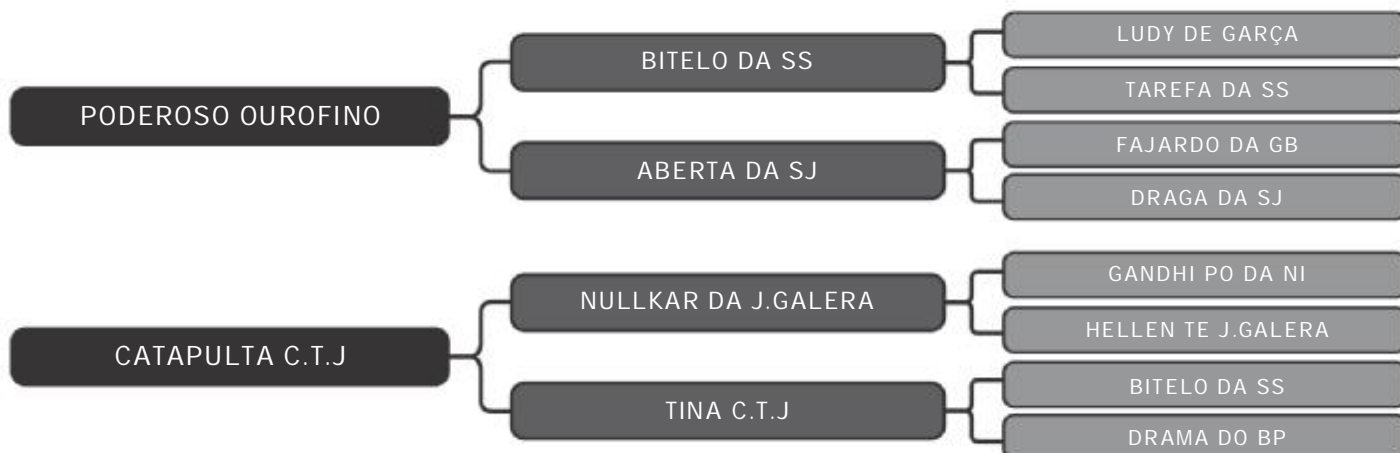 PODEROSO OUROFINO
BITELO DA SS
LUDY DE GARÇA
TAREFA DA SS
ABERTA DA SJ
FAJARDO DA GB
DRAGA DA SJ
CATAPULTA C.T.J
NULLKAR DA J.GALERA
GANDHI PO DA NI
HELLEN TE J.GALERA
TINA C.T.J
BITELO DA SS
DRAMA DO BP